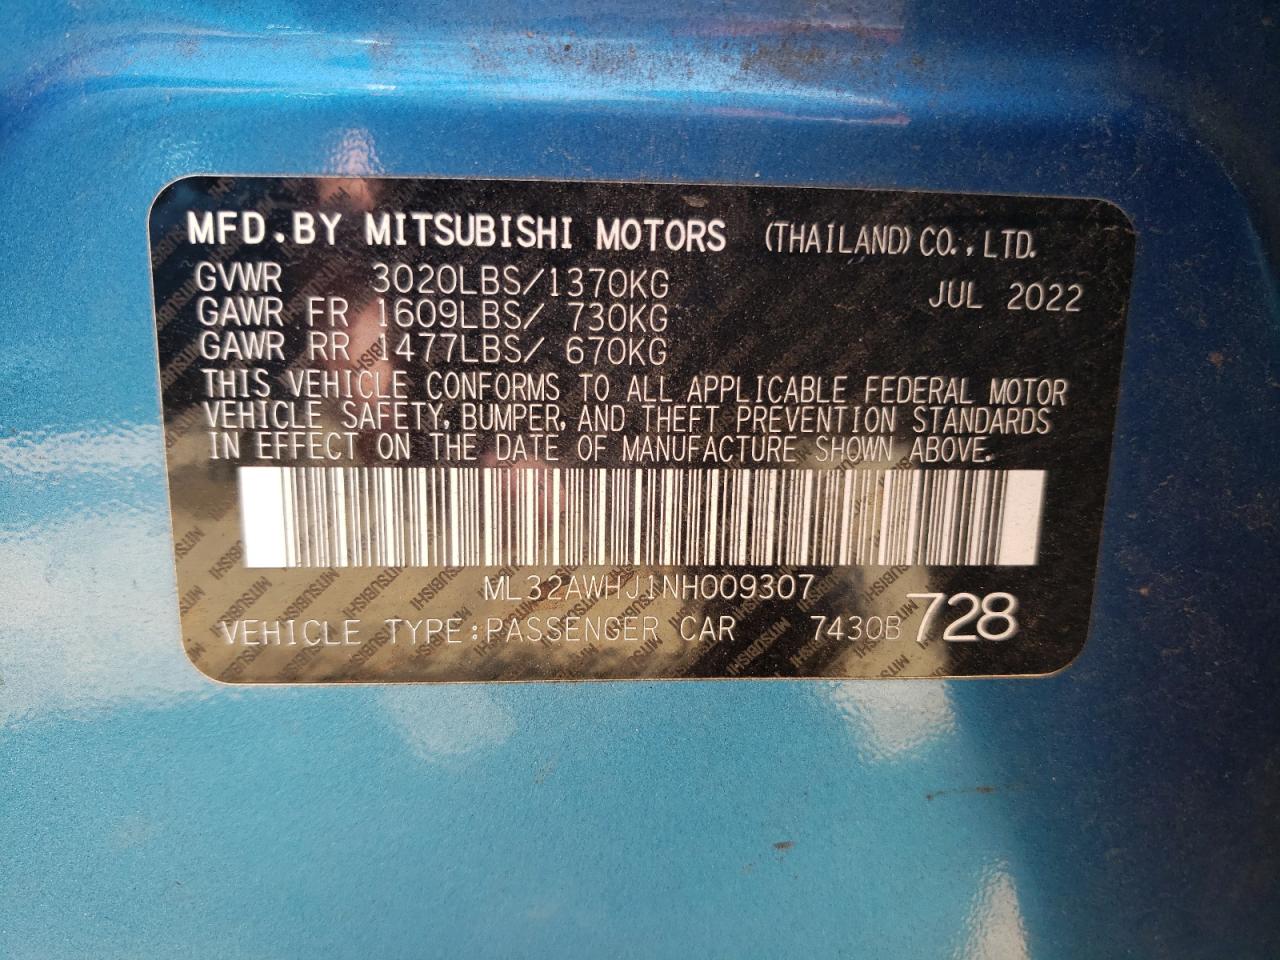 MFD.BY MITSUBISHI MOTORS (THAILAND) CO., LTD.
GVWR 3020LBS/1370KG JUL 2022
GAWR FR 1609LBS/ 730KG
GAWR RR 1477LBS/ 670KG
THIS VEHICLE CONFORMS TO ALL APPLICABLE FEDERAL MOTOR
VEHICLE SAFETY, BUMPER, AND THEFT PREVENTION STANDARDS
IN EFFECT ON THE DATE OF MANUFACTURE SHOWN ABOVE.
ML32AWHJ1NH009307
VEHICLE TYPE:PASSENGER CAR 7430B 728